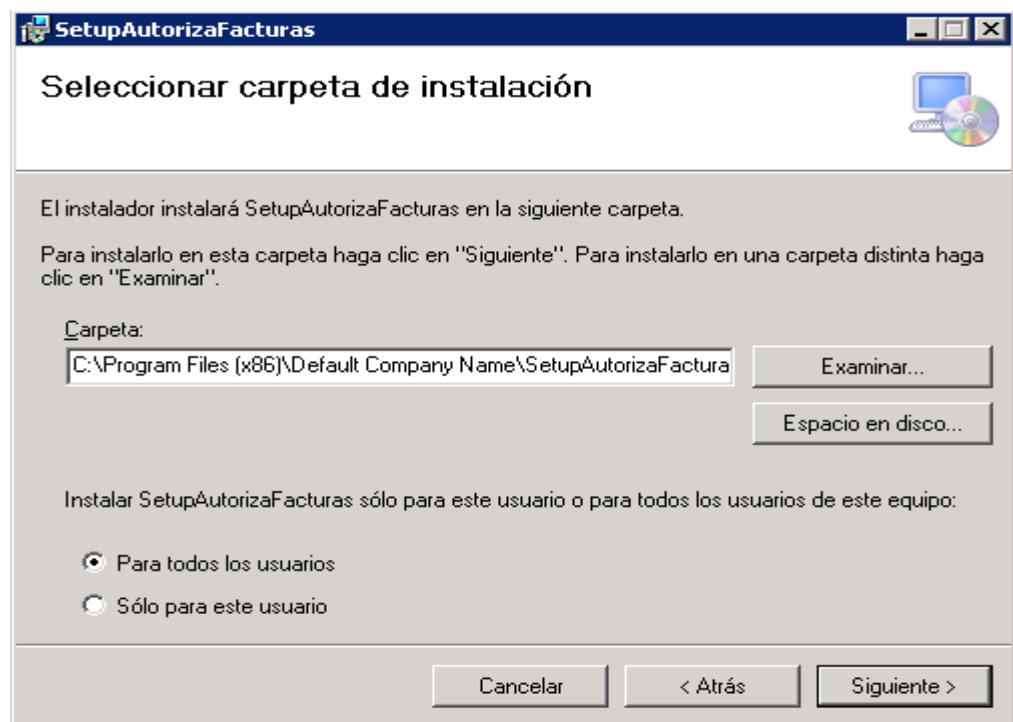 SetupAutorizaFacturas
Seleccionar carpeta de instalación
El instalador instalará SetupAutorizaFacturas en la siguiente carpeta.
Para instalarlo en esta carpeta haga clic en "Siguiente". Para instalarlo en una carpeta distinta haga
clic en "Examinar".
Carpeta:
C:\Program Files (x86)\Default Company Name\SetupAutorizaFactura
Examinar...
Espacio en disco...
Instalar SetupAutorizaFacturas sólo para este usuario o para todos los usuarios de este equipo:
Para todos los usuarios
Sólo para este usuario
Cancelar
< Atrás
Siguiente >